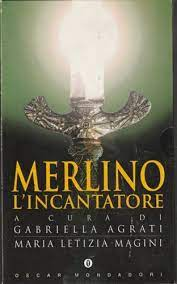 MERLINO
L'INCANTATORE
A CURA DI
GABRIELLA AGRATI
MARIA LETIZIA MAGINI
OSCAR MONDADORI